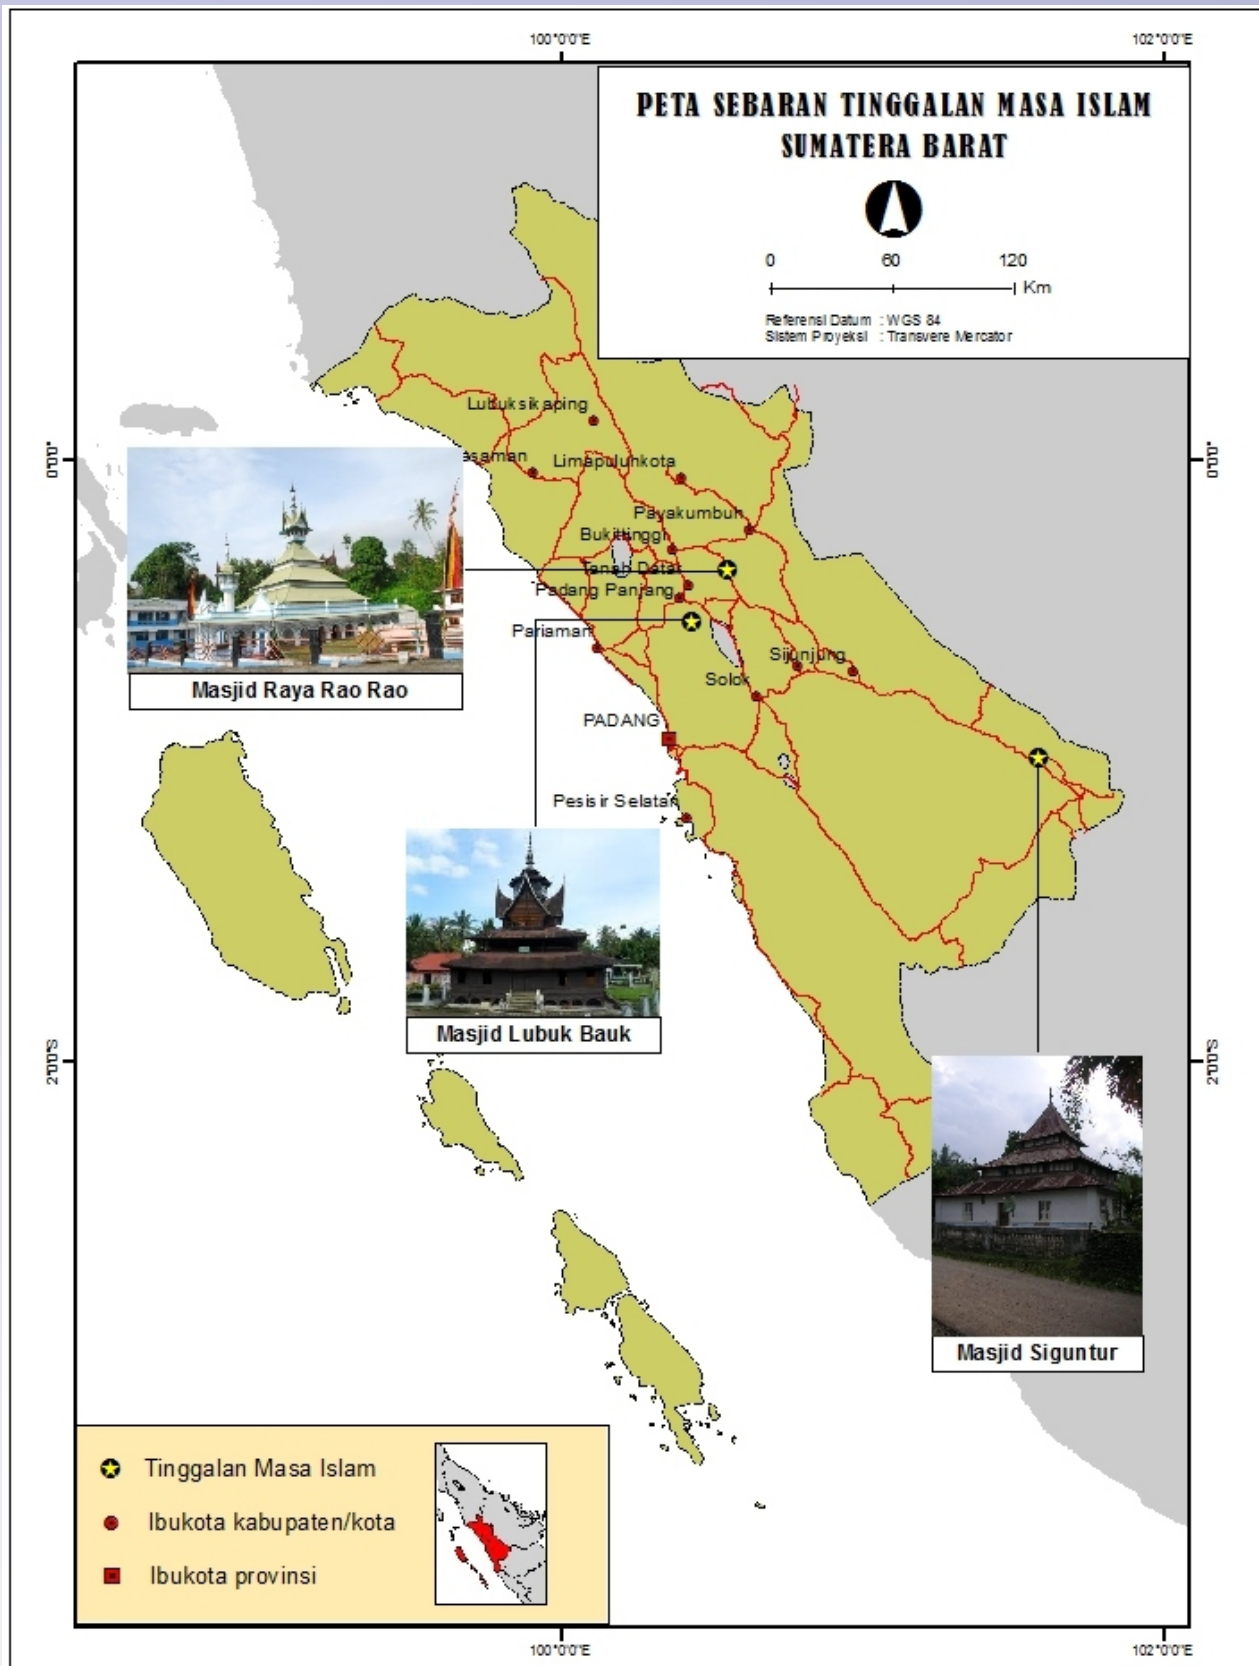 100°0'0"E
102°0'0"E
PETA SEBARAN TINGGALAN MASA ISLAM
SUMATERA BARAT
0 60 120
Km
Referensi Datum : WGS 84
Sistem Proyeksi : Transvere Mercator
Lubuksikaping
esaman
Limapuluhkota
0°0'0"
0°0'0"
Payakumbuh
Bukittinggi
Tanah Datar
Padang Panjang
Pariaman
Sijunjung
Solok
Masjid Raya Rao Rao
PADANG
Pesisir Selatan
Masjid Lubuk Bauk
2°0'0"S
2°0'0"S
Masjid Siguntur
Tinggalan Masa Islam
Ibukota kabupaten/kota
Ibukota provinsi
100°0'0"E
102°0'0"E